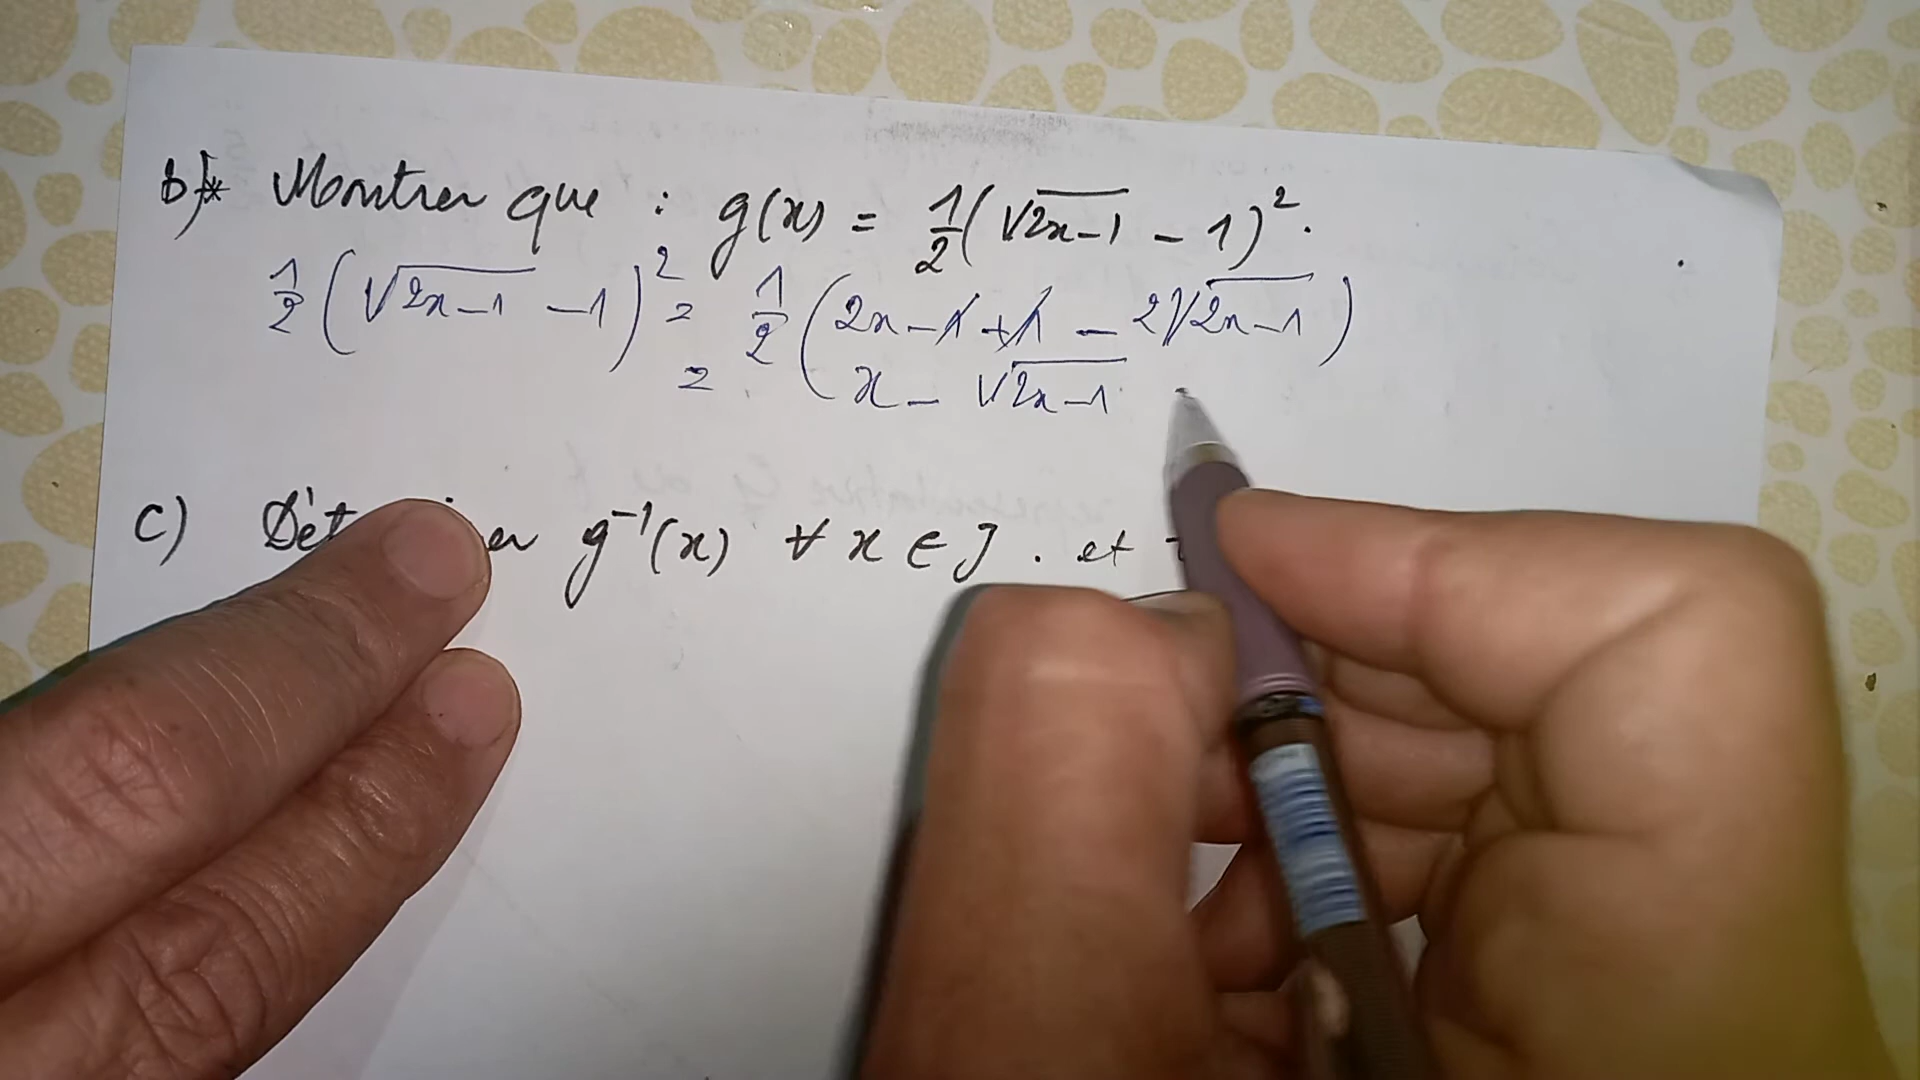 b)* Montrer que : g(x) = 1/2 (√(2x-1) - 1)².
1/2 (√(2x-1) - 1)² = 1/2 (2x - 1 + 1 - 2√(2x-1))
= x - √(2x-1)
c) g⁻¹(x) ∀ x ∈ J . et